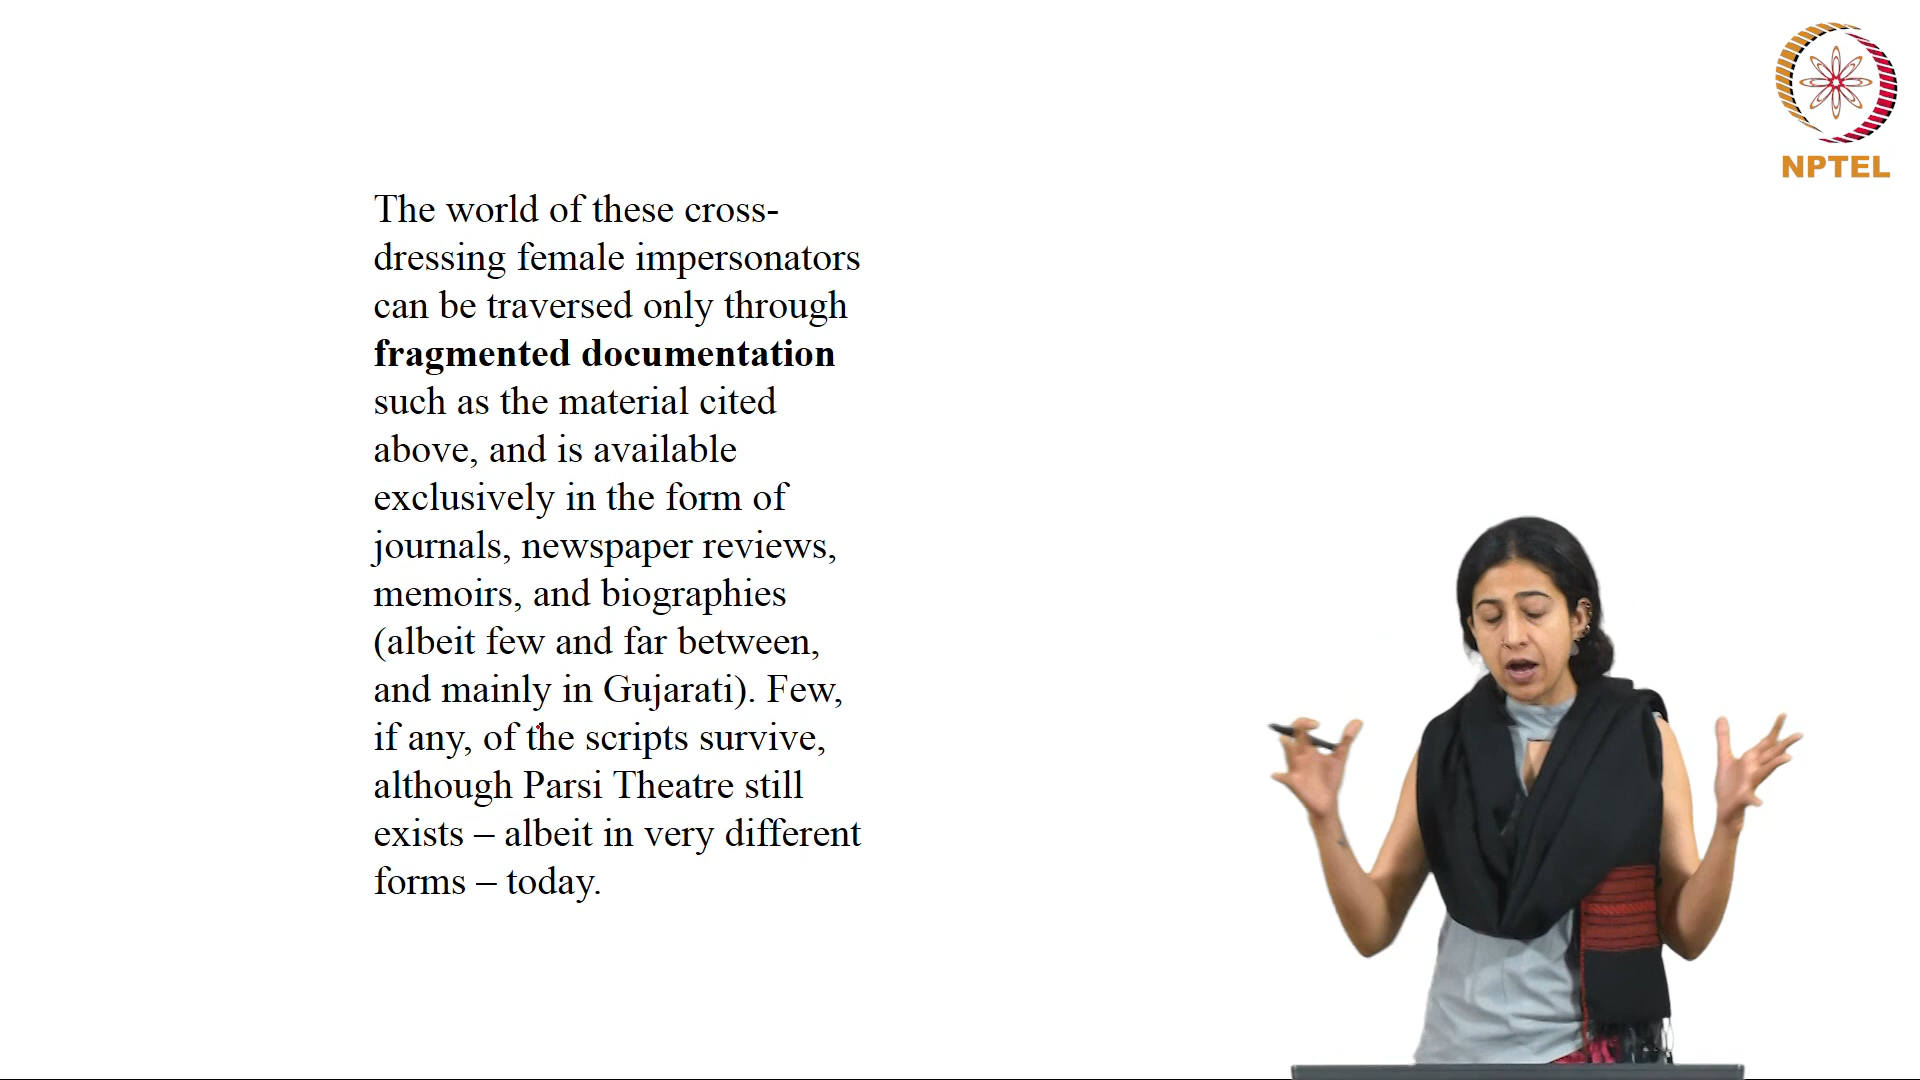 NPTEL
The world of these cross-
dressing female impersonators
can be traversed only through
fragmented documentation
such as the material cited
above, and is available
exclusively in the form of
journals, newspaper reviews,
memoirs, and biographies
(albeit few and far between,
and mainly in Gujarati). Few,
if any, of the scripts survive,
although Parsi Theatre still
exists – albeit in very different
forms – today.